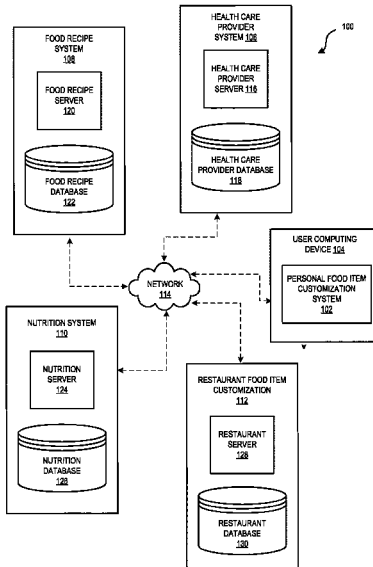 100
FOOD RECIPE
SYSTEM
108
FOOD RECIPE
SERVER
120
FOOD RECIPE
DATABASE
122
HEALTH CARE
PROVIDER
SYSTEM 106
HEALTH CARE
PROVIDER
SERVER 116
HEALTH CARE
PROVIDER DATABASE
118
NETWORK
114
USER COMPUTING
DEVICE 104
PERSONAL FOOD ITEM
CUSTOMIZATION
SYSTEM
102
NUTRITION SYSTEM
110
NUTRITION
SERVER
124
NUTRITION
DATABASE
126
RESTAURANT FOOD ITEM
CUSTOMIZATION
112
RESTAURANT
SERVER
128
RESTAURANT
DATABASE
130